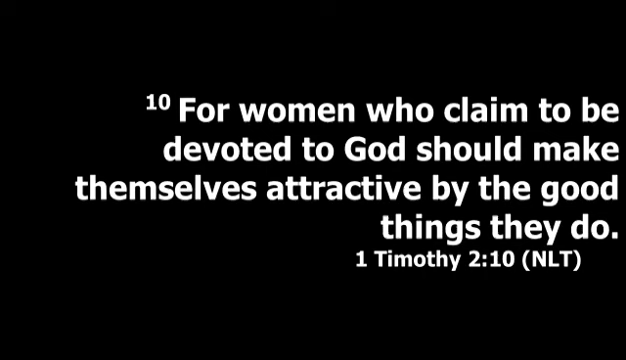 10 For women who claim to be
devoted to God should make
themselves attractive by the good
things they do.
1 Timothy 2:10 (NLT)